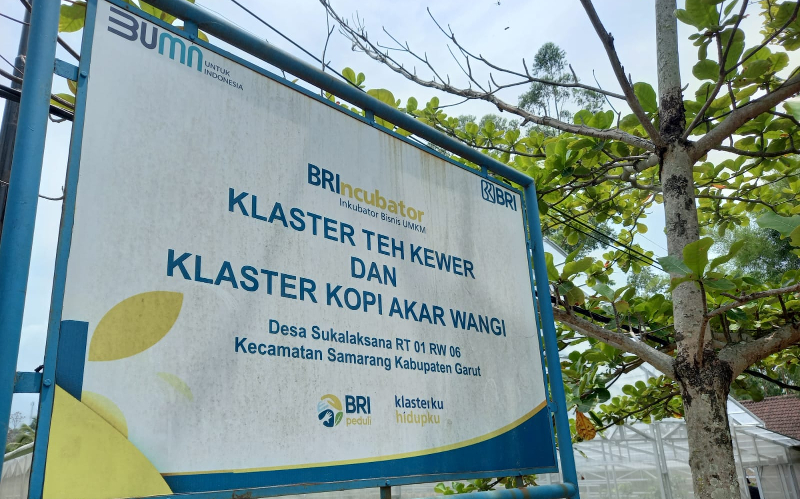 BUMN
UNTUK
INDONESIA
BRIncubator
Inkubator Bisnis UMKM
BRI
KLASTER TEH KEWER
DAN
KLASTER KOPI AKAR WANGI
Desa Sukalaksana RT 01 RW 06
Kecamatan Samarang Kabupaten Garut
BRI
peduli
klasterku
hidupku